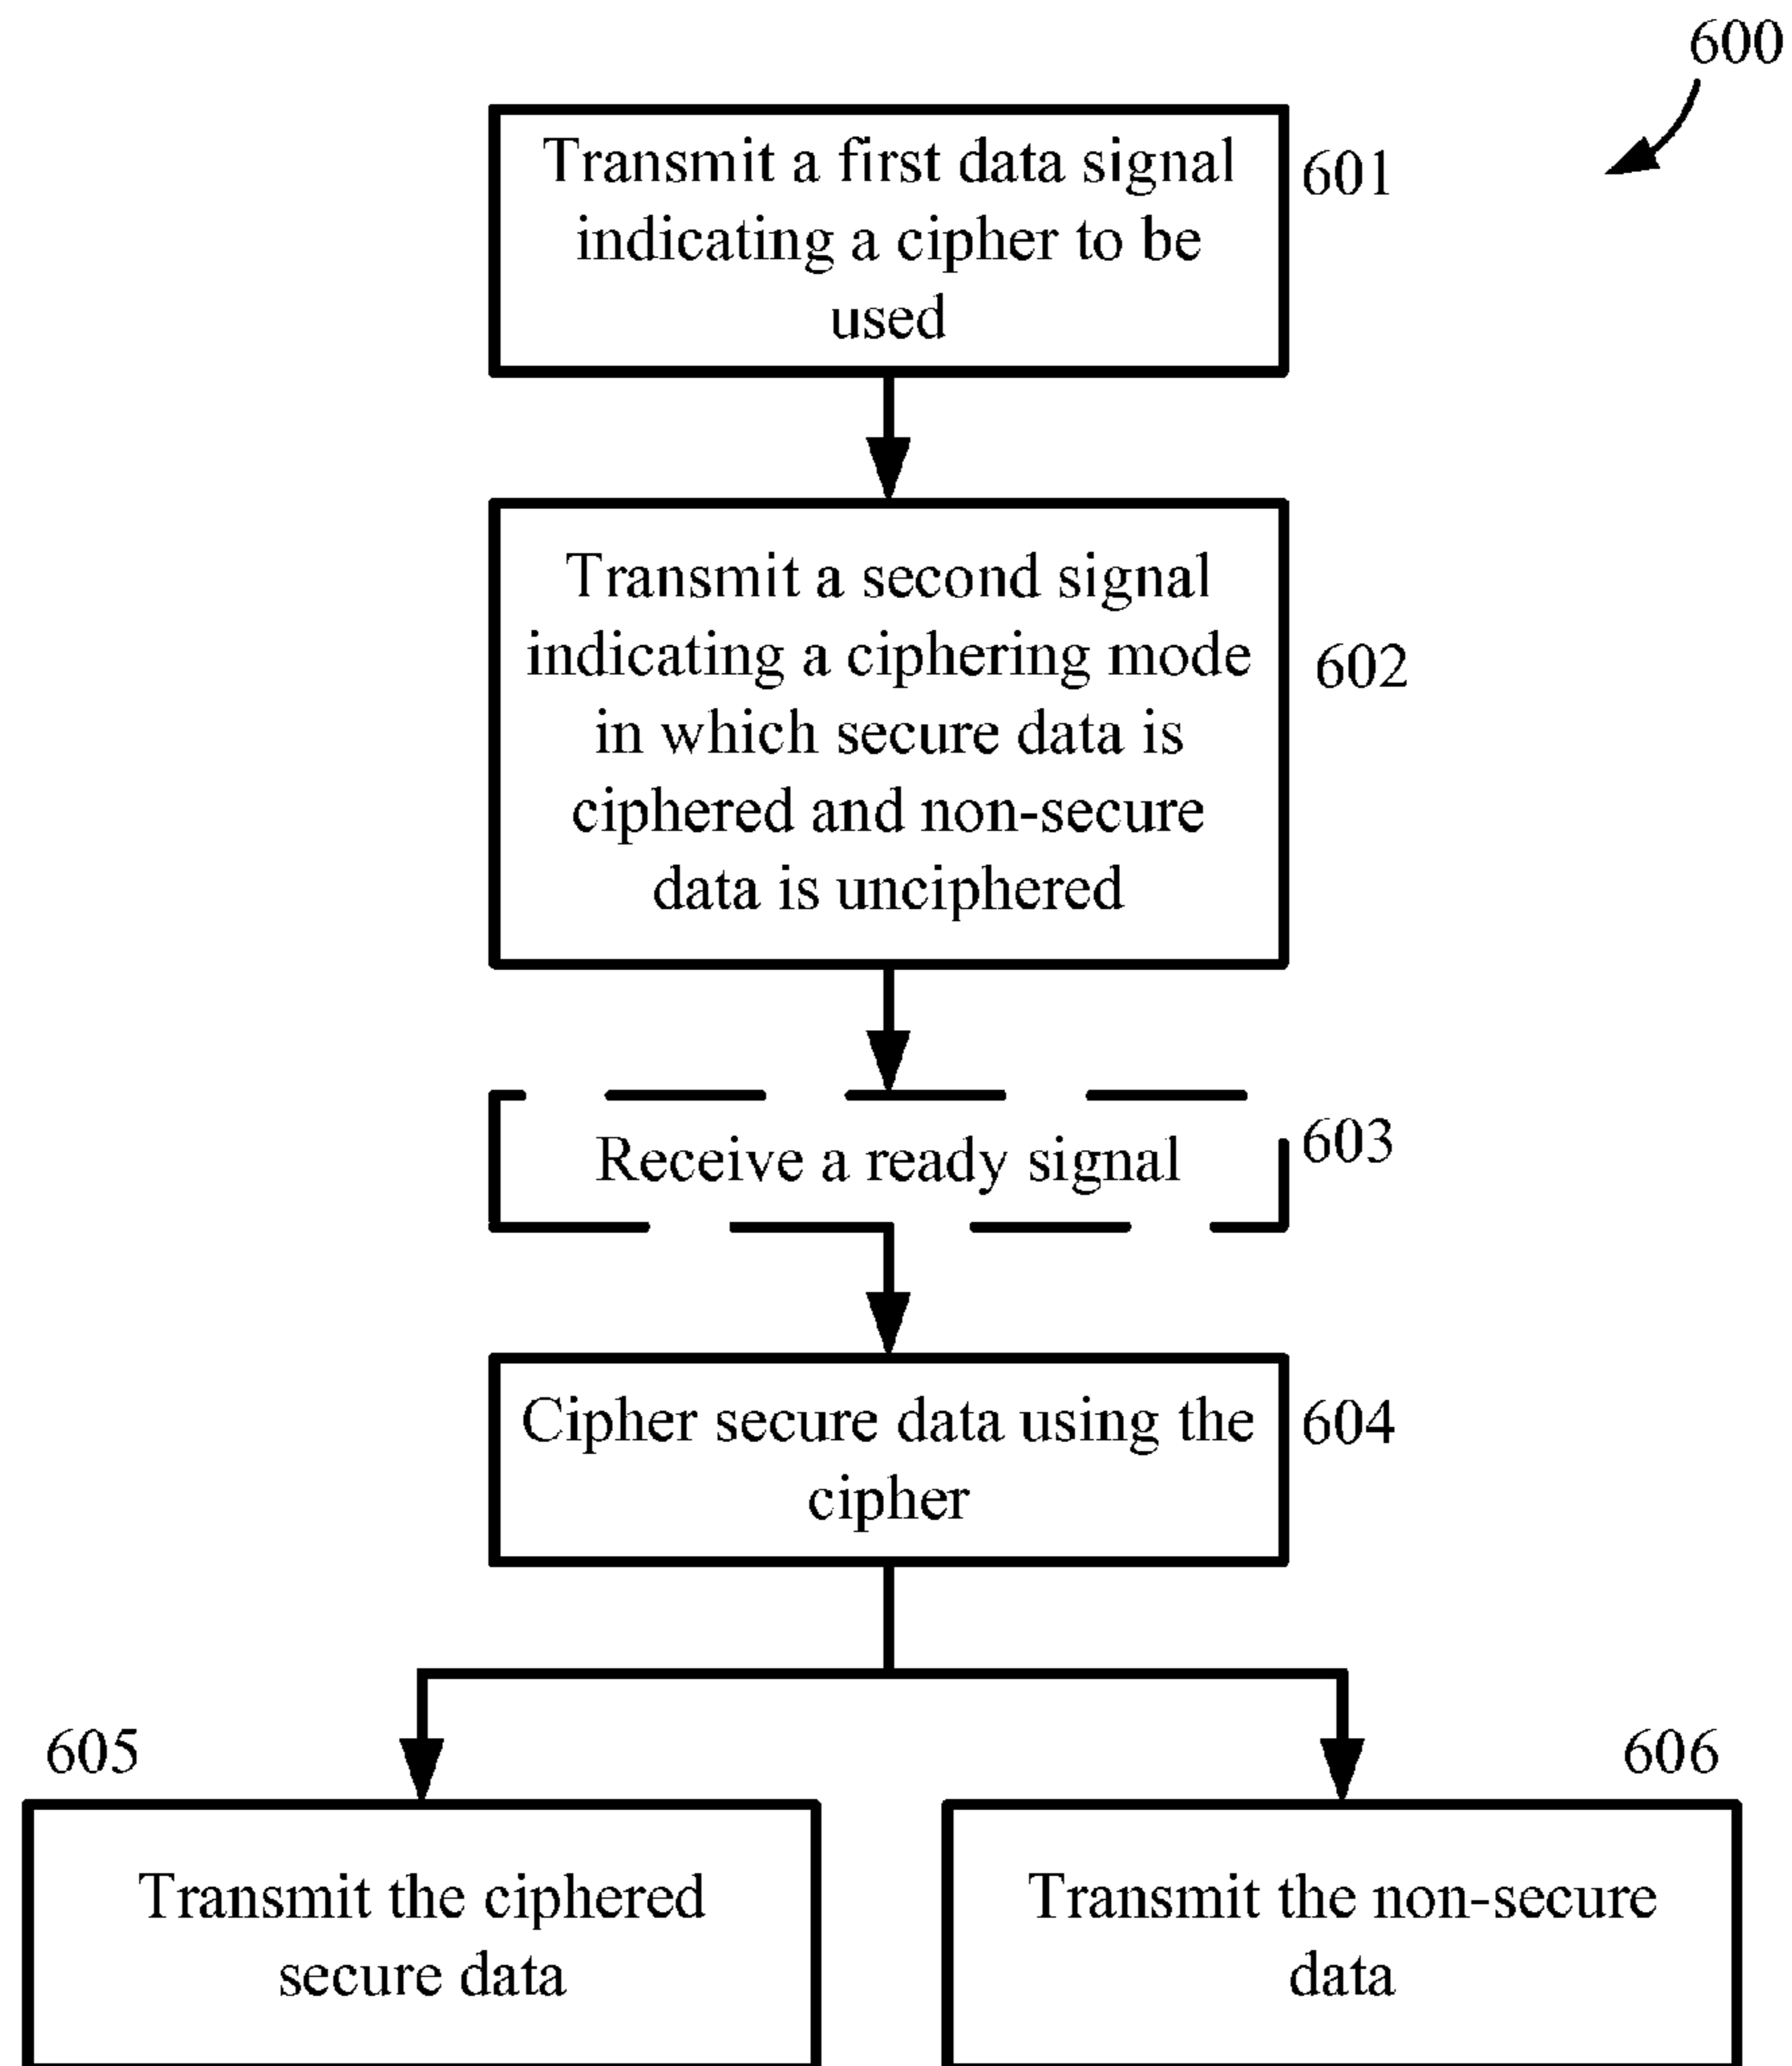 600
Transmit a first data signal
indicating a cipher to be
used
601
Transmit a second signal
indicating a ciphering mode
in which secure data is
ciphered and non-secure
data is unciphered
602
Receive a ready signal
603
Cipher secure data using the
cipher
604
605
Transmit the ciphered
secure data
606
Transmit the non-secure
data